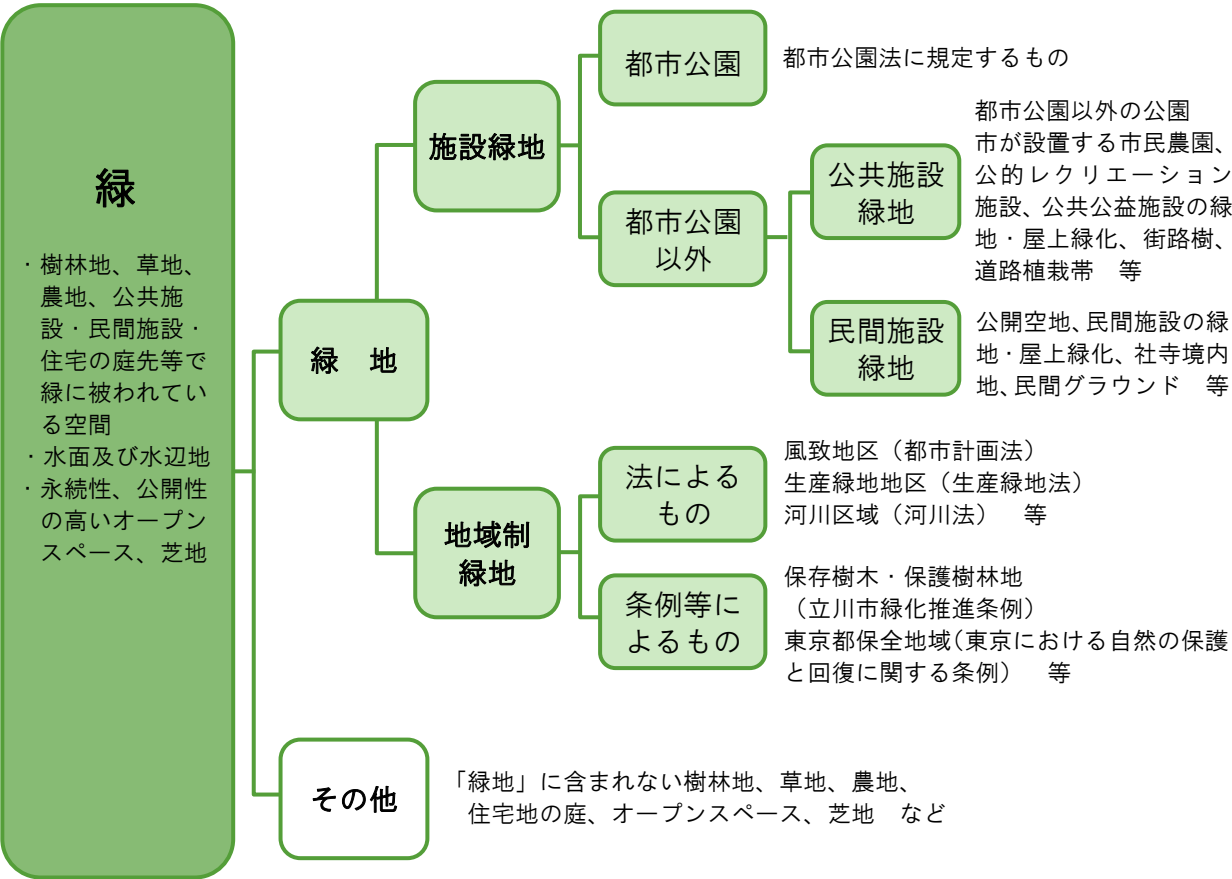 緑
・樹林地、草地、
農地、公共施
設・民間施設・
住宅の庭先等で
緑に被われてい
る空間
・水面及び水辺地
・永続性、公開性
の高いオープン
スペース、芝地
緑　地
施設緑地
都市公園
都市公園法に規定するもの
都市公園
以外
公共施設
緑地
都市公園以外の公園
市が設置する市民農園、
公的レクリエーション
施設、公共公益施設の緑
地・屋上緑化、街路樹、
道路植栽帯　等
民間施設
緑地
公開空地、民間施設の緑
地・屋上緑化、社寺境内
地、民間グラウンド　等
地域制
緑地
法による
もの
風致地区（都市計画法）
生産緑地地区（生産緑地法）
河川区域（河川法）　等
条例等に
よるもの
保存樹木・保護樹林地
（立川市緑化推進条例）
東京都保全地域（東京における自然の保護
と回復に関する条例）　等
その他
「緑地」に含まれない樹林地、草地、農地、
住宅地の庭、オープンスペース、芝地　など